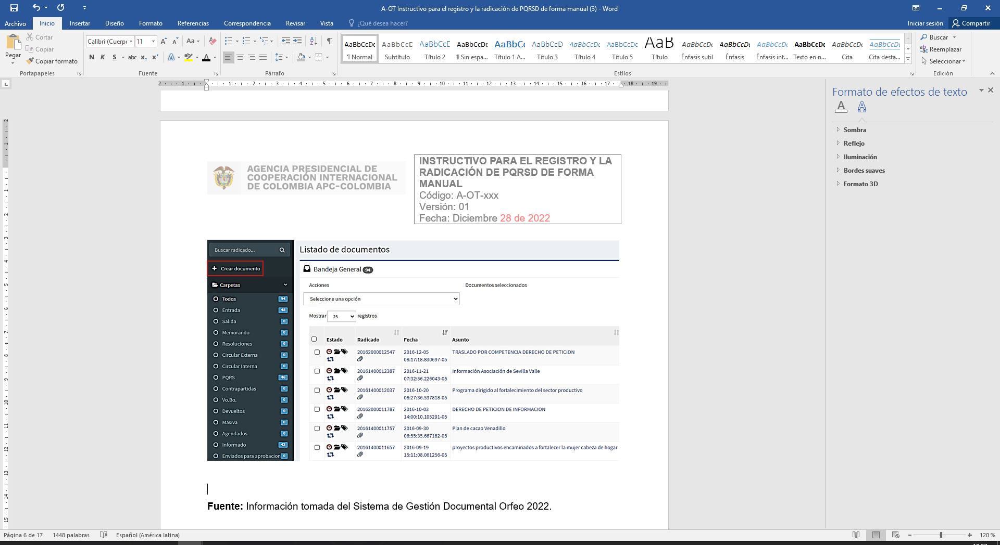 A-OT Instructivo para el registro y la radicación de PQRSD de forma manual (3) - Word
Archivo Inicio Insertar Diseño Formato Referencias Correspondencia Revisar Vista ¿Qué desea hacer? Iniciar sesión Compartir
Pegar
Cortar
Copiar
Copiar formato
Portapapeles
Calibri (Cuerpo 11
Fuente
Párrafo
AaBbCcDc AaBbCcD AaBbCcD AaBbCcDc AaBbCc AaBbCcD AaBbCcDc AaBbCcDc AaB AaBbCcDc AaBbCcDc AaBbCcDc AaBbCcDc AaBbCcDc AaBbCcDc
¶ Normal Subtítulo Título 2 ¶ Sin espa... Título 1 A... Título 3 Título 4 Título 5 Título Énfasis sutil Énfasis Énfasis int... Texto en n... Cita Cita desta...
Estilos
Buscar
Reemplazar
Seleccionar
Edición
2 1 1 2 3 4 5 6 7 8 9 10 11 12 13 14 15 16 17 18 19
Formato de efectos de texto
Sombra
Reflejo
Iluminación
Bordes suaves
Formato 3D
AGENCIA PRESIDENCIAL DE
COOPERACIÓN INTERNACIONAL
DE COLOMBIA APC-COLOMBIA
INSTRUCTIVO PARA EL REGISTRO Y LA
RADICACIÓN DE PQRSD DE FORMA
MANUAL
Código: A-OT-xxx
Versión: 01
Fecha: Diciembre 28 de 2022
Buscar radicado...
Crear documento
Carpetas
Todos 94
Entrada 48
Salida 0
Memorando 0
Resoluciones 0
Circular Externa 0
Circular Interna 0
PQRS 46
Contrapartidas 0
Vo.Bo. 0
Devueltos 0
Masiva 0
Agendados 0
Informado 43
Enviados para aprobacion 0
Listado de documentos
Bandeja General 94
Acciones Documentos seleccionados
Seleccione una opción
Mostrar 25 registros
Estado Radicado Fecha Asunto
20162000012547 2016-12-05 TRASLADO POR COMPETENCIA DERECHO DE PETICION
08:17:18.830697-05
20161400012387 2016-11-21 Información Asociación de Sevilla Valle
07:32:56.226043-05
20161400012037 2016-10-20 Programa dirigido al fortalecimiento del sector productivo
08:27:36.537818-05
20162000011787 2016-10-03 DERECHO DE PETICION DE INFORMACION
14:00:10.105291-05
20161400011757 2016-09-30 Plan de cacao Venadillo
06:55:35.667182-05
20161400011657 2016-09-19 proyectos productivos encaminados a fortalecer la mujer cabeza de hogar
15:11:08.061256-05
Fuente: Información tomada del Sistema de Gestión Documental Orfeo 2022.
Página 6 de 17 1448 palabras Español (América latina) 120 %